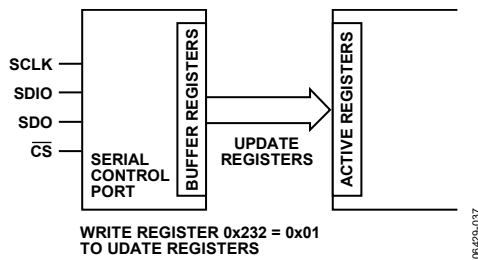 SCLK
SDIO
SDO
CS
SERIAL
CONTROL
PORT
BUFFER REGISTERS
UPDATE
REGISTERS
ACTIVE REGISTERS
WRITE REGISTER 0x232 = 0x01
TO UDATE REGISTERS
06429-037